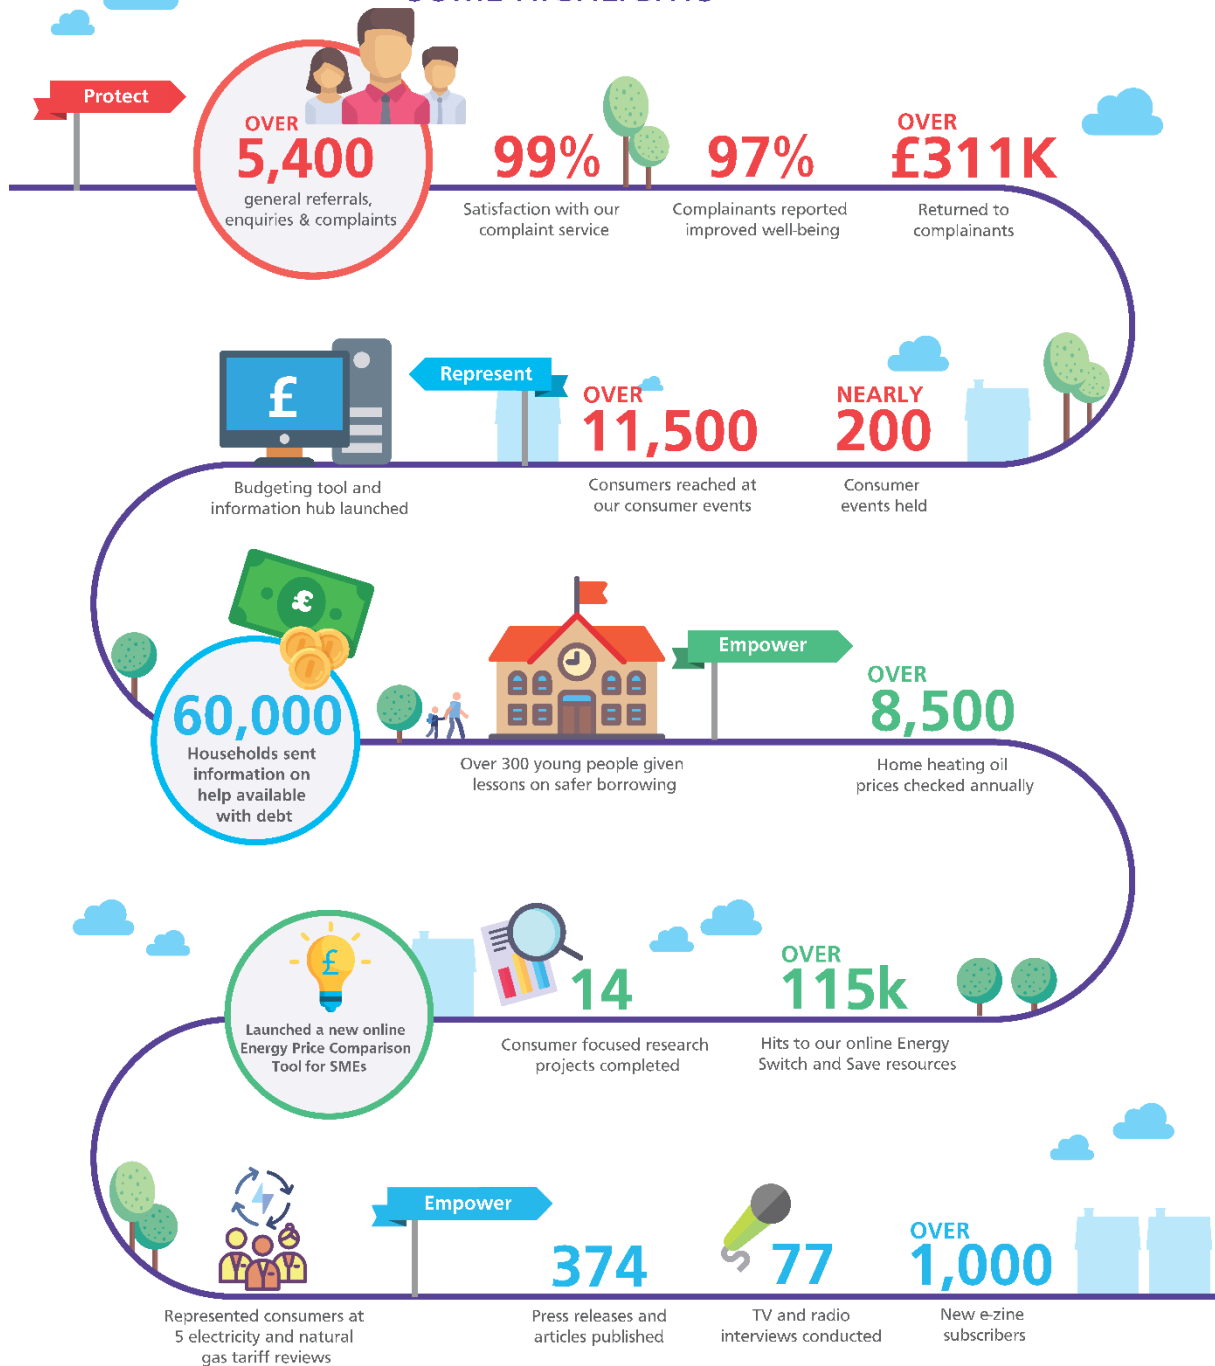 Protect
OVER
5,400
general referrals,
enquiries & complaints
99%
Satisfaction with our
complaint service
97%
Complainants reported
improved well-being
OVER
£311K
Returned to
complainants
£
Budgeting tool and
information hub launched
Represent
OVER
11,500
Consumers reached at
our consumer events
NEARLY
200
Consumer
events held
£
60,000
Households sent
information on
help available
with debt
Over 300 young people given
lessons on safer borrowing
Empower
OVER
8,500
Home heating oil
prices checked annually
£
Launched a new online
Energy Price Comparison
Tool for SMEs
14
Consumer focused research
projects completed
OVER
115k
Hits to our online Energy
Switch and Save resources
Represented consumers at
5 electricity and natural
gas tariff reviews
Empower
374
Press releases and
articles published
77
TV and radio
interviews conducted
OVER
1,000
New e-zine
subscribers